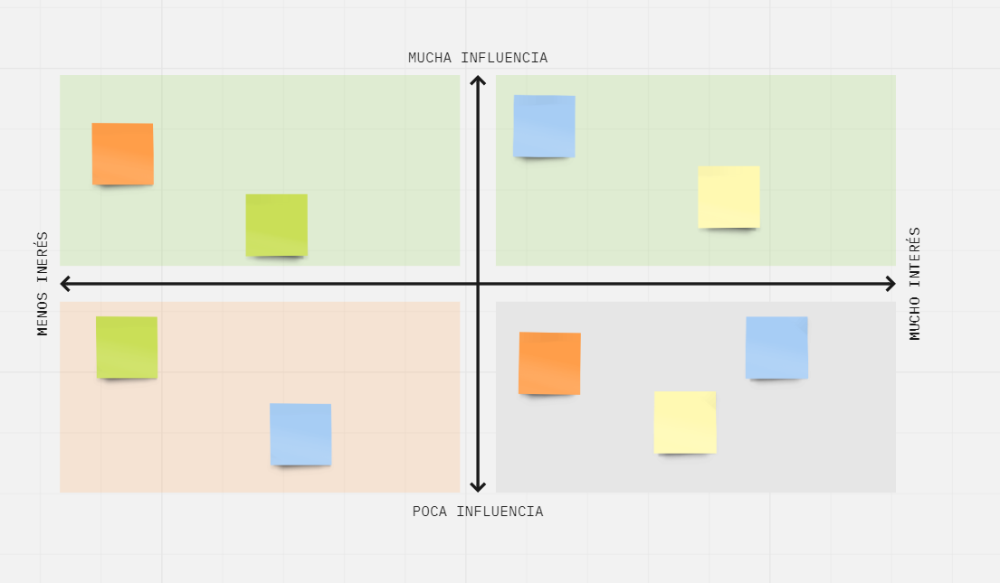 MUCHA INFLUENCIA
MENOS INERÉS
MUCHO INTERÉS
POCA INFLUENCIA